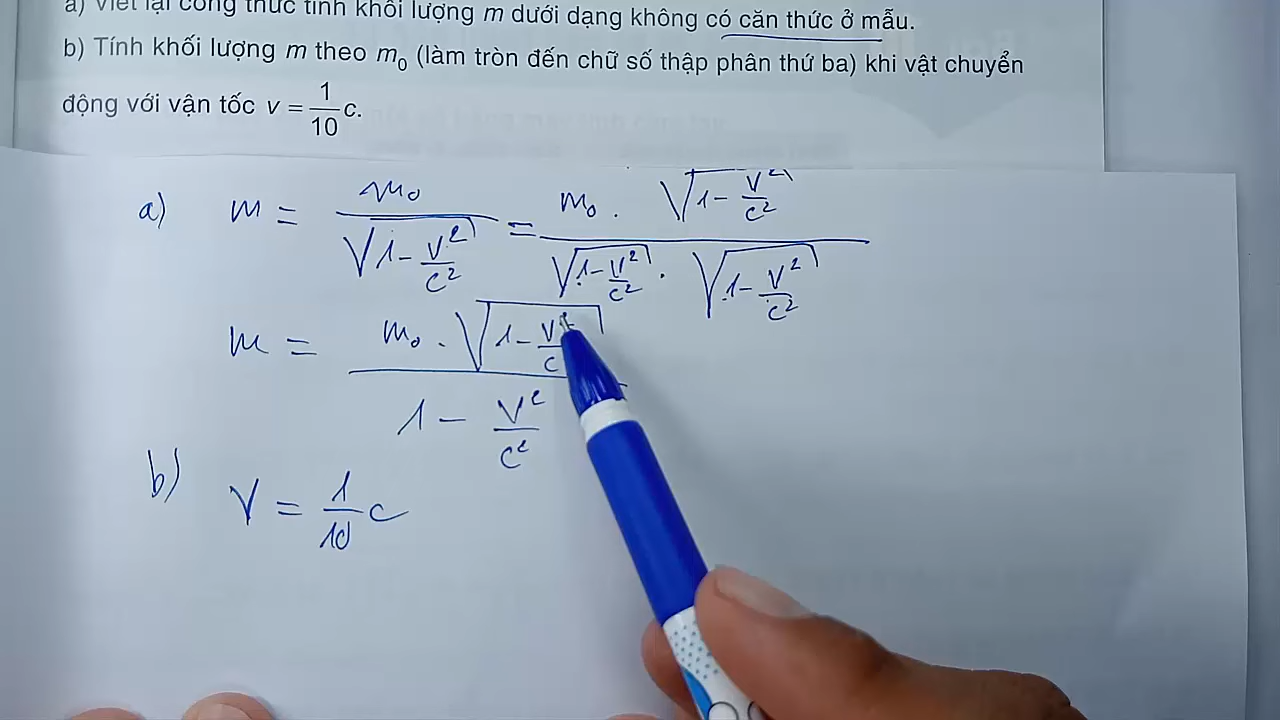 a) Viết lại công thức tính khối lượng m dưới dạng không có căn thức ở mẫu.
b) Tính khối lượng m theo m₀ (làm tròn đến chữ số thập phân thứ ba) khi vật chuyển
động với vận tốc v = 1/10 c.
a) m = m₀ / √(1 - v²/c²) = m₀ . √(1 - v²/c²) / (√(1 - v²/c²) . √(1 - v²/c²))
m = m₀ . √(1 - v²/c) / (1 - v²/c²)
b) v = 1/10 c